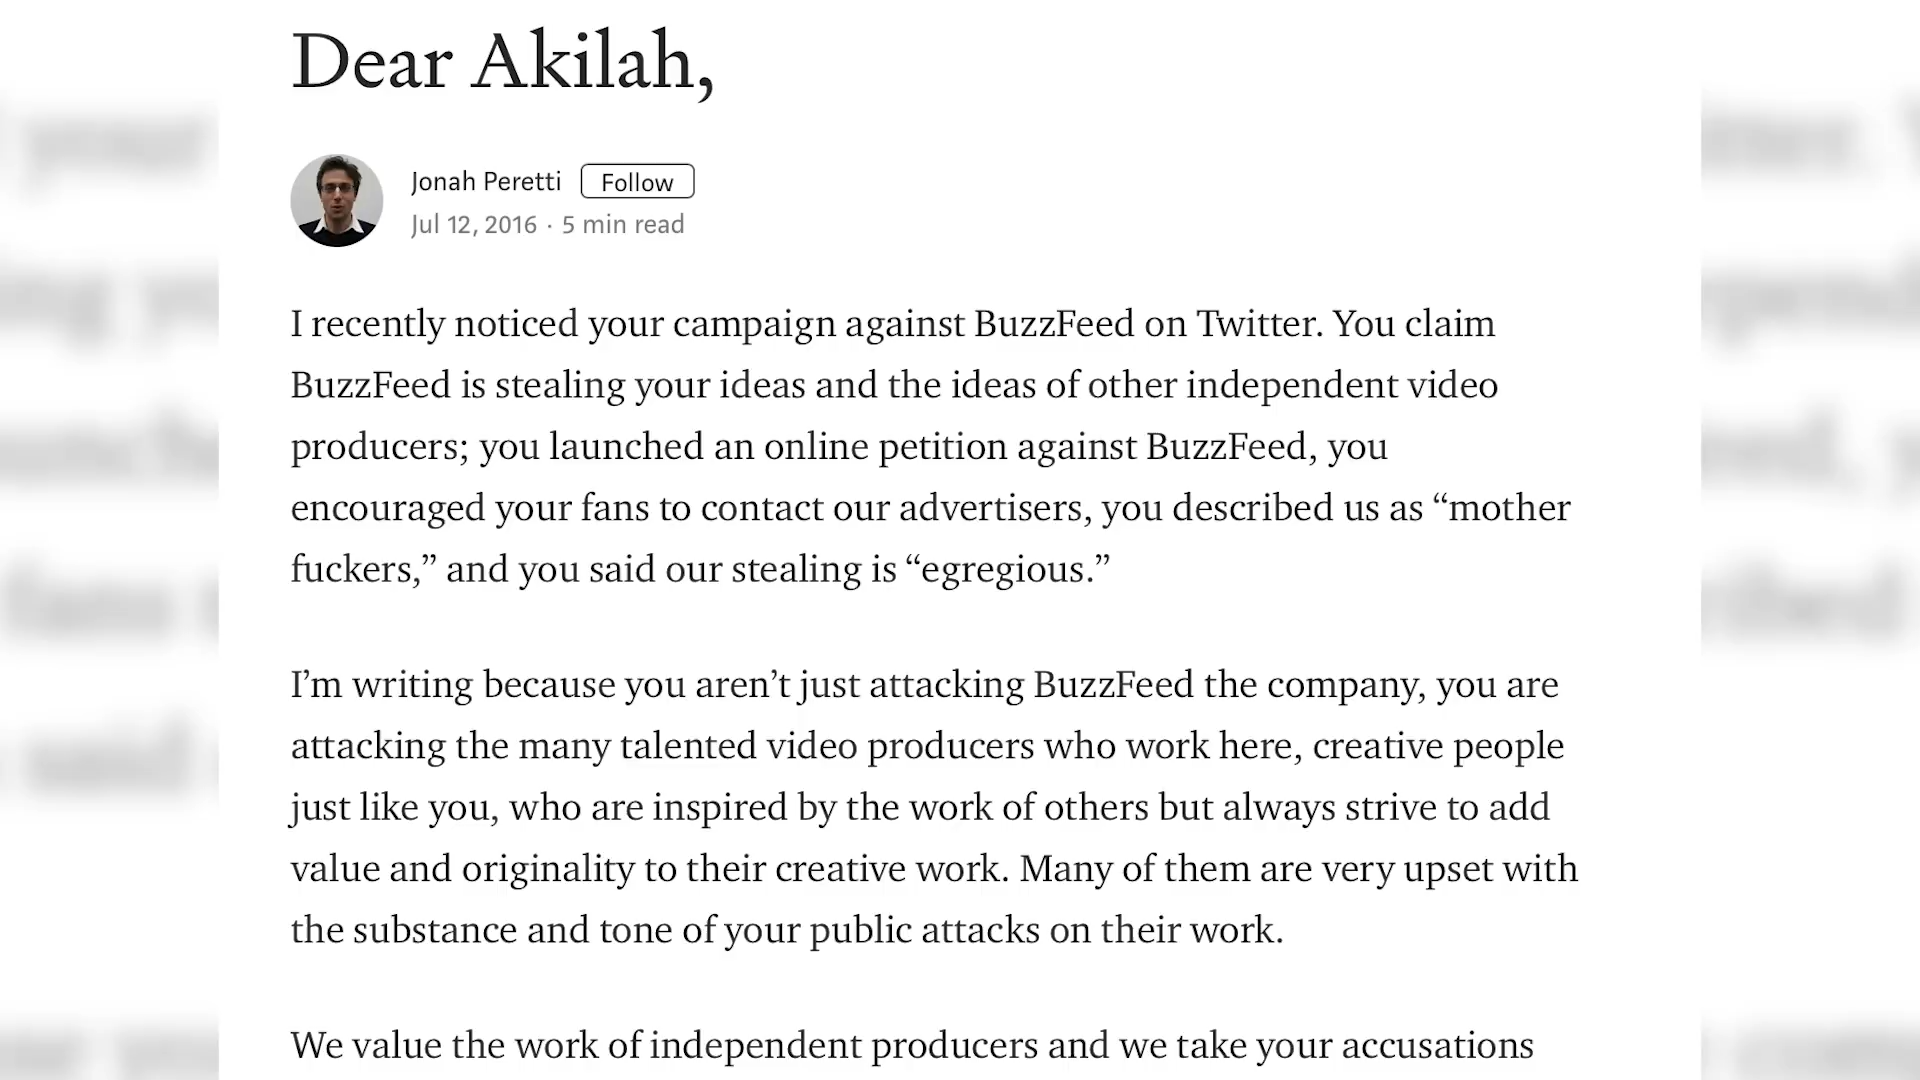 Dear Akilah,
Jonah Peretti Follow
Jul 12, 2016 · 5 min read
I recently noticed your campaign against BuzzFeed on Twitter. You claim
BuzzFeed is stealing your ideas and the ideas of other independent video
producers; you launched an online petition against BuzzFeed, you
encouraged your fans to contact our advertisers, you described us as “mother
fuckers,” and you said our stealing is “egregious.”
I’m writing because you aren’t just attacking BuzzFeed the company, you are
attacking the many talented video producers who work here, creative people
just like you, who are inspired by the work of others but always strive to add
value and originality to their creative work. Many of them are very upset with
the substance and tone of your public attacks on their work.
We value the work of independent producers and we take your accusations